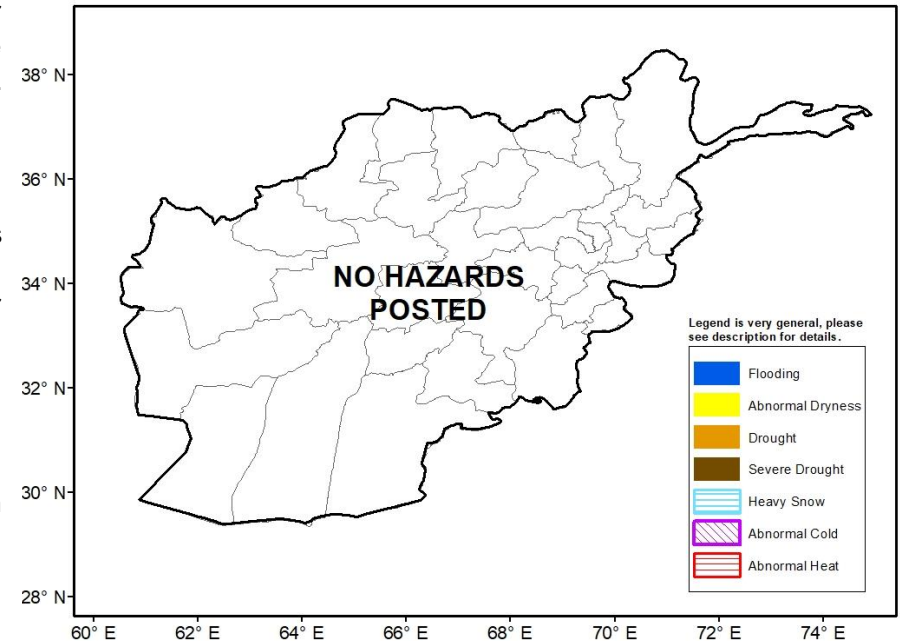 38° N
36° N
34° N
32° N
30° N
28° N
NO HAZARDS
POSTED
Legend is very general, please
see description for details.
Flooding
Abnormal Dryness
Drought
Severe Drought
Heavy Snow
Abnormal Cold
Abnormal Heat
60° E 62° E 64° E 66° E 68° E 70° E 72° E 74° E